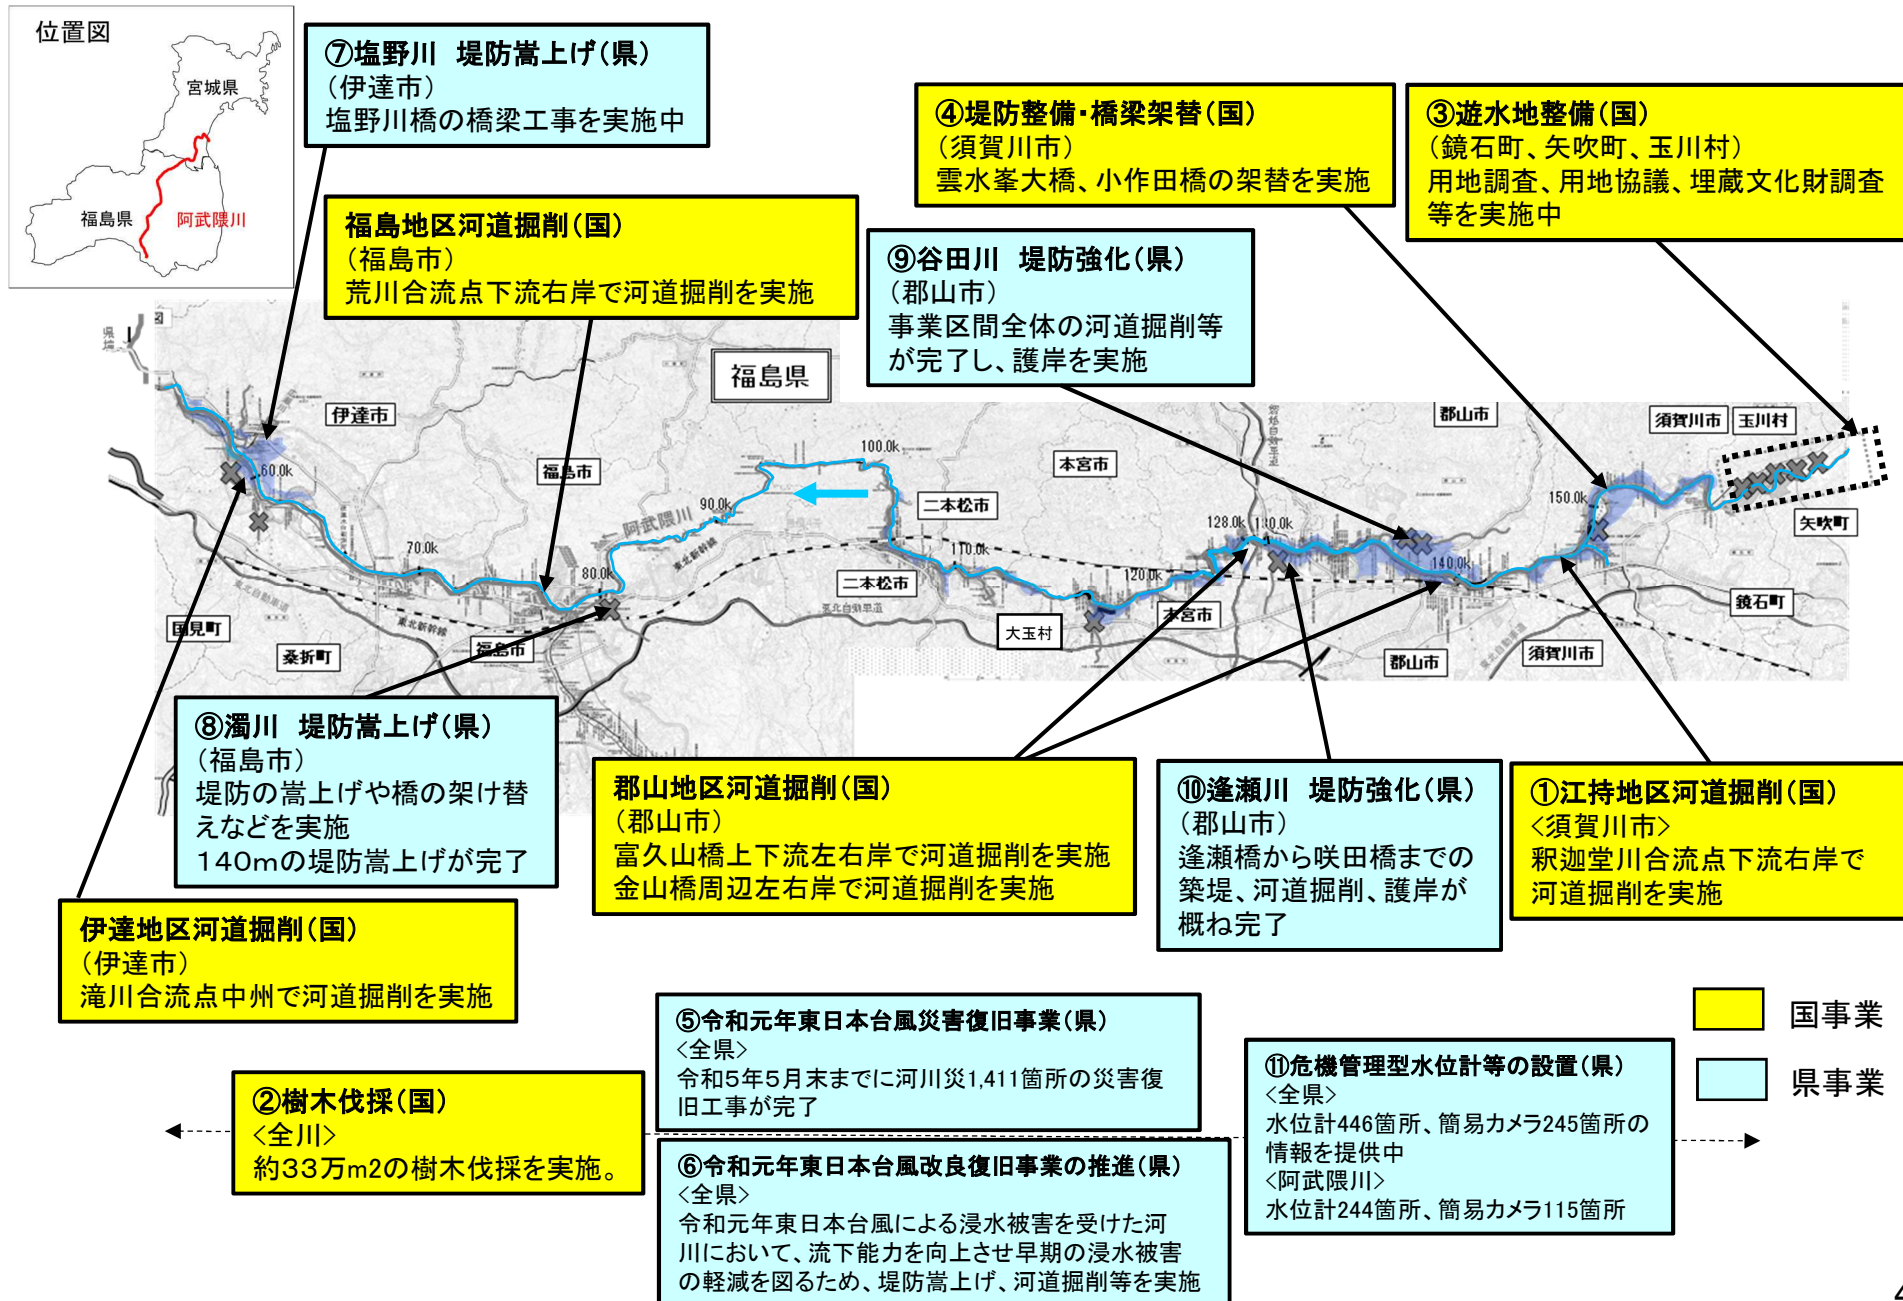 位置図
宮城県
福島県
阿武隈川
⑦塩野川　堤防嵩上げ(県)
（伊達市）
塩野川橋の橋梁工事を実施中
④堤防整備・橋梁架替(国)
（須賀川市）
雲水峯大橋、小作田橋の架替を実施
③遊水地整備(国)
（鏡石町、矢吹町、玉川村）
用地調査、用地協議、埋蔵文化財調査
等を実施中
福島地区河道掘削(国)
（福島市）
荒川合流点下流右岸で河道掘削を実施
⑨谷田川　堤防強化(県)
（郡山市）
事業区間全体の河道掘削等
が完了し、護岸を実施
福島県
伊達市
福島市
本宮市
郡山市
須賀川市
玉川村
二本松市
矢吹町
60.0k
70.0k
80.0k
90.0k
100.0k
110.0k
120.0k
128.0k
130.0k
140.0k
150.0k
阿武隈川
東北新幹線
二本松市
東北自動車道
国見町
桑折町
東北自動車道
東北新幹線
福島市
大玉村
本宮市
郡山市
須賀川市
鏡石町
東北自動車道
⑧濁川　堤防嵩上げ(県)
（福島市）
堤防の嵩上げや橋の架け替
えなどを実施
１４０ｍの堤防嵩上げが完了
郡山地区河道掘削(国)
（郡山市）
富久山橋上下流左右岸で河道掘削を実施
金山橋周辺左右岸で河道掘削を実施
⑩逢瀬川　堤防強化(県)
（郡山市）
逢瀬橋から咲田橋までの
築堤、河道掘削、護岸が
概ね完了
①江持地区河道掘削(国)
<須賀川市>
釈迦堂川合流点下流右岸で
河道掘削を実施
伊達地区河道掘削(国)
（伊達市）
滝川合流点中州で河道掘削を実施
国事業
県事業
⑤令和元年東日本台風災害復旧事業(県)
<全県>
令和５年５月末までに河川災1,411箇所の災害復
旧工事が完了
②樹木伐採(国)
<全川>
約３３万m2の樹木伐採を実施。
⑪危機管理型水位計等の設置(県)
<全県>
水位計446箇所、簡易カメラ245箇所の
情報を提供中
<阿武隈川>
水位計244箇所、簡易カメラ115箇所
⑥令和元年東日本台風改良復旧事業の推進(県)
<全県>
令和元年東日本台風による浸水被害を受けた河
川において、流下能力を向上させ早期の浸水被害
の軽減を図るため、堤防嵩上げ、河道掘削等を実施